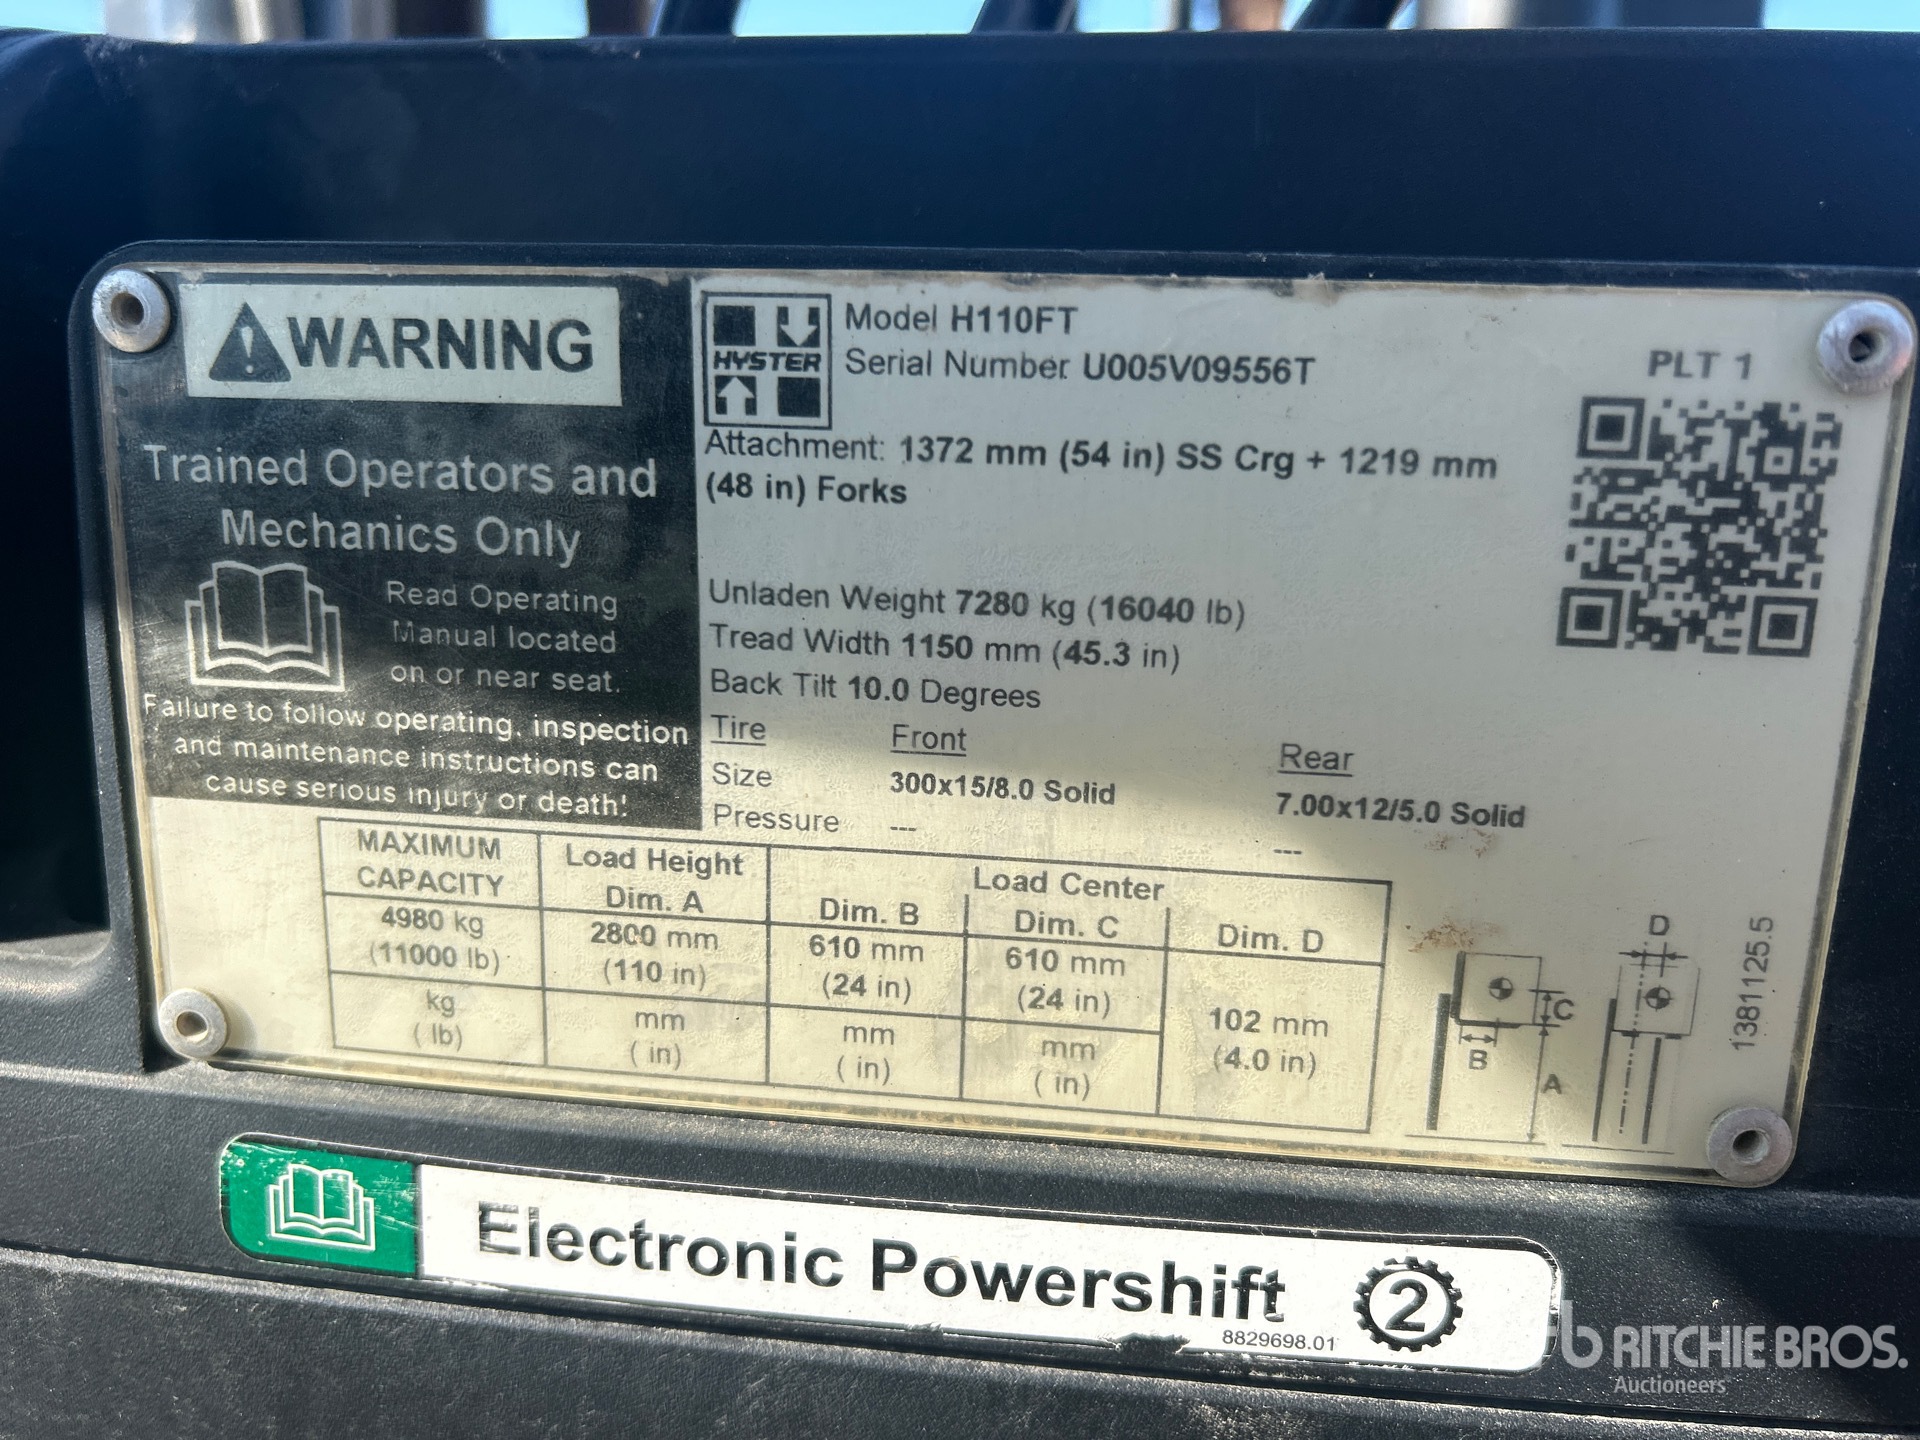 WARNING
Trained Operators and
Mechanics Only
Read Operating
Manual located
on or near seat.
Failure to follow operating, inspection
and maintenance instructions can
cause serious injury or death!
HYSTER
Model H110FT
Serial Number U005V09556T
PLT 1
Attachment: 1372 mm (54 in) SS Crg + 1219 mm
(48 in) Forks
Unladen Weight 7280 kg (16040 lb)
Tread Width 1150 mm (45.3 in)
Back Tilt 10.0 Degrees
Tire Front Rear
Size 300x15/8.0 Solid 7.00x12/5.0 Solid
Pressure --- ---
MAXIMUM
CAPACITY
Load Height
Dim. A
Load Center
Dim. B Dim. C Dim. D
4980 kg 2800 mm 610 mm 610 mm
(11000 lb) (110 in) (24 in) (24 in)
102 mm
(4.0 in)
kg mm mm mm
( lb) ( in) ( in) ( in)
D
C
B
A
1381125.5
Electronic Powershift 2
8829698.01
rb RITCHIE BROS.
Auctioneers